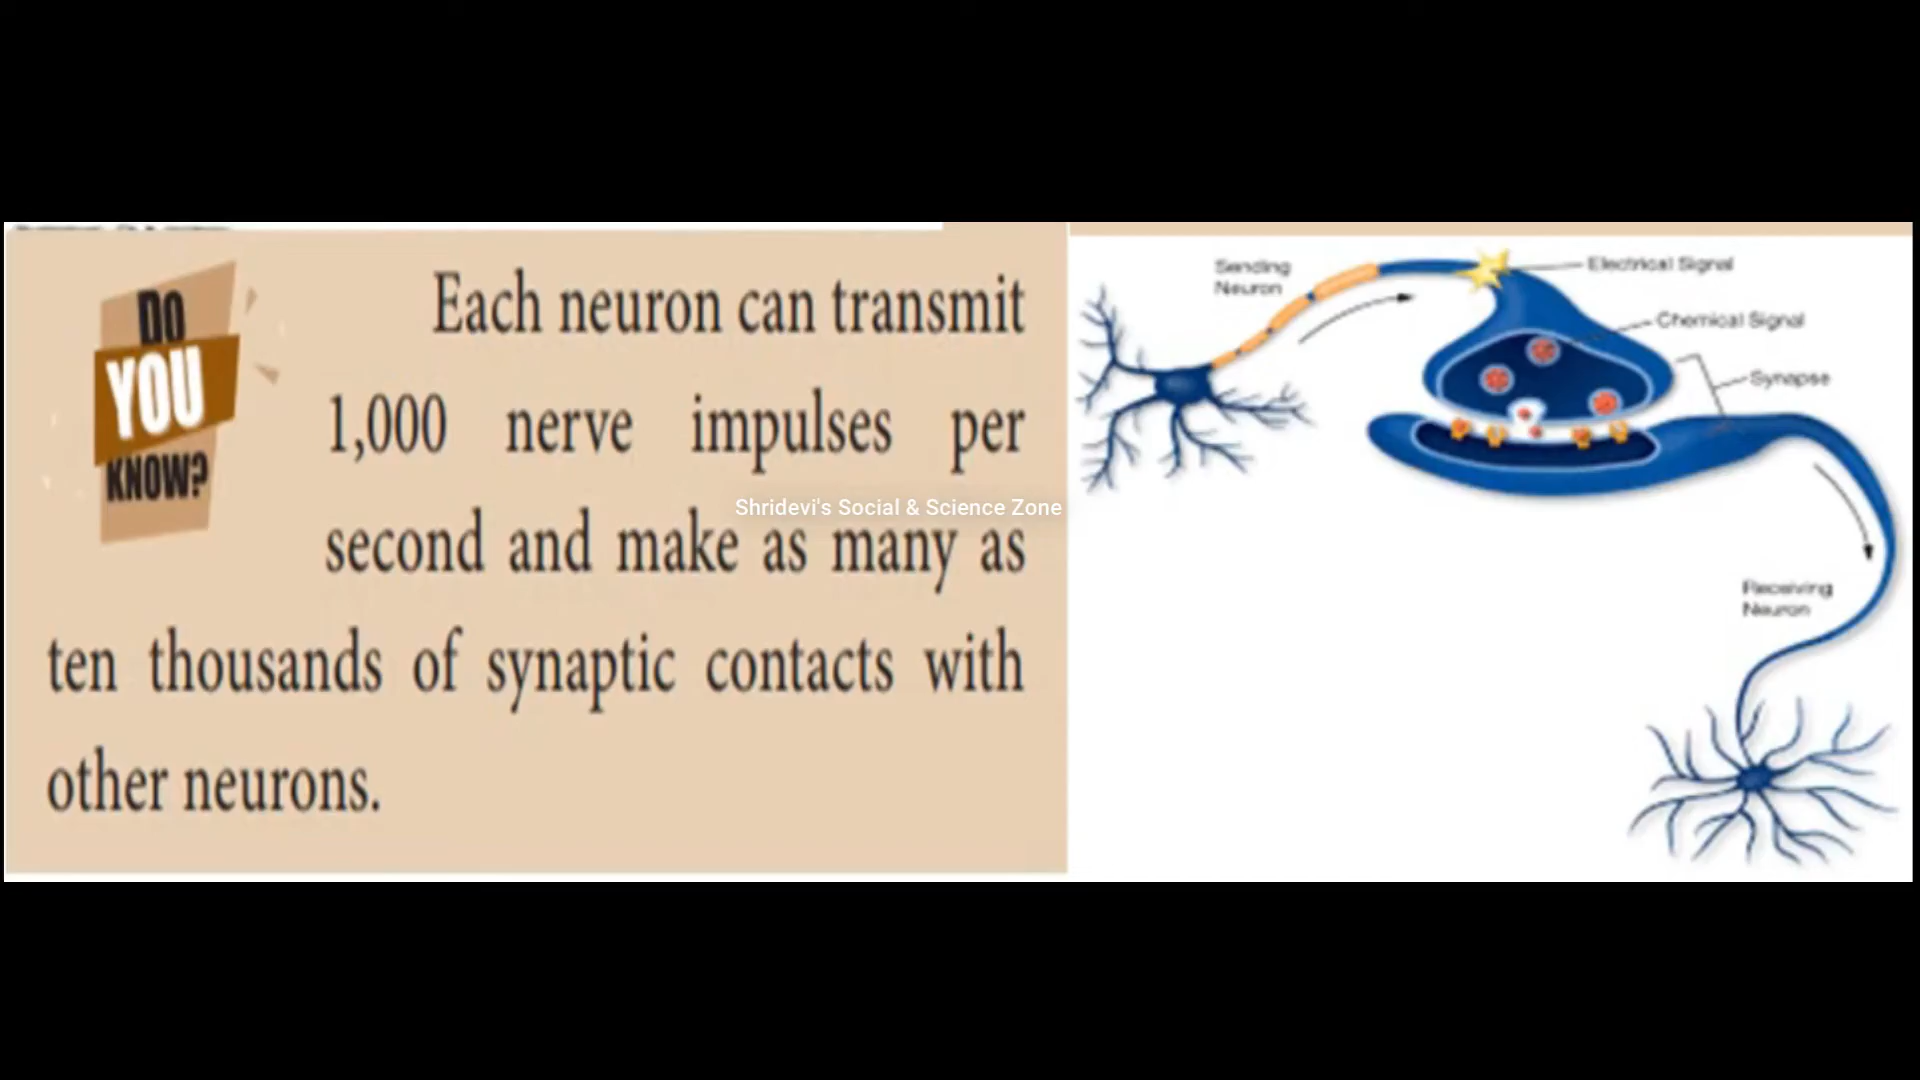 DO
YOU
KNOW?
Each neuron can transmit
1,000 nerve impulses per
second and make as many as
ten thousands of synaptic contacts with
other neurons.
Shridevi's Social & Science Zone
Sending
Neuron
Electrical Signal
Chemical Signal
Synapse
Receiving
Neuron